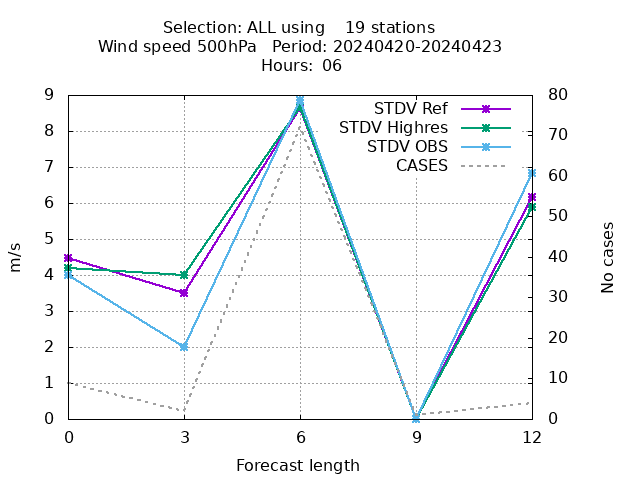 Selection: ALL using    19 stations
Wind speed 500hPa   Period: 20240420-20240423
Hours:  06
9
8
7
6
5
4
3
2
1
0
m/s
80
70
60
50
40
30
20
10
0
No cases
STDV Ref
STDV Highres
STDV OBS
CASES
0 3 6 9 12
Forecast length